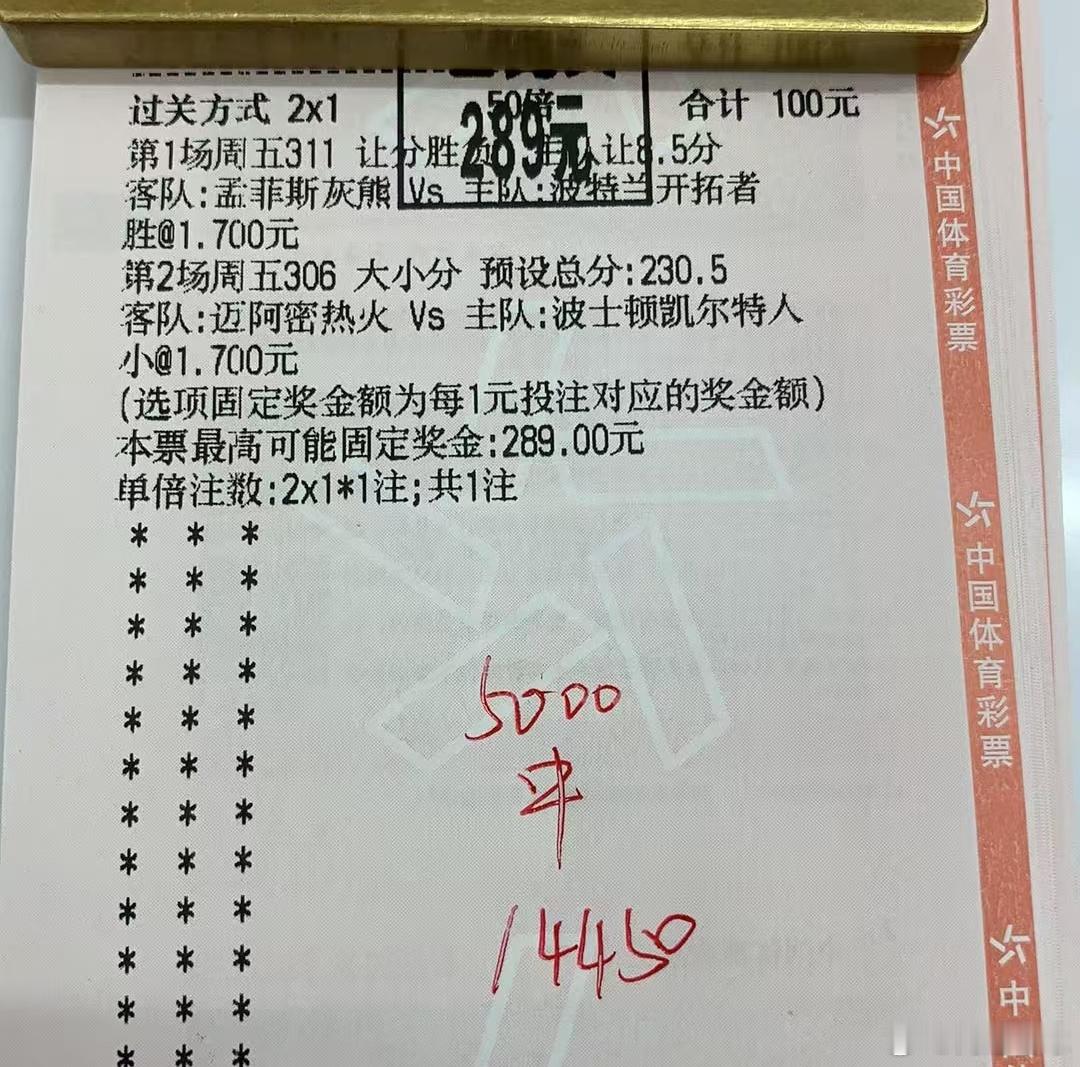 过关方式 2x1 50倍 合计 100元
289元
第1场周五311 让分胜负 主队让8.5分
客队:孟菲斯灰熊 Vs 主队:波特兰开拓者
胜@1.700元
第2场周五306 大小分 预设总分:230.5
客队:迈阿密热火 Vs 主队:波士顿凯尔特人
小@1.700元
(选项固定奖金额为每1元投注对应的奖金额)
本票最高可能固定奖金:289.00元
单倍注数:2x1*1注;共1注
* * *
* * *
* * *
* * *
* * *
* * *
* * *
* * *
* * *
* * *
* * *
* * *
5000
中
14450
中国体育彩票
中国体育彩票
中